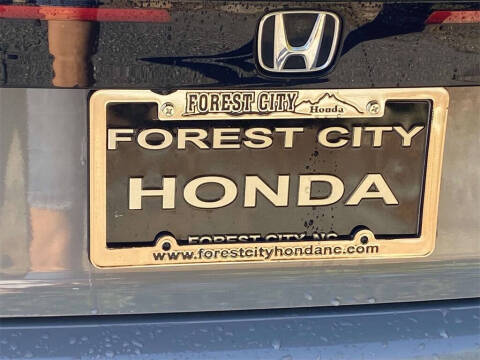 FOREST CITY
Honda
FOREST CITY
HONDA
FOREST CITY, NC
www.forestcityhondanc.com